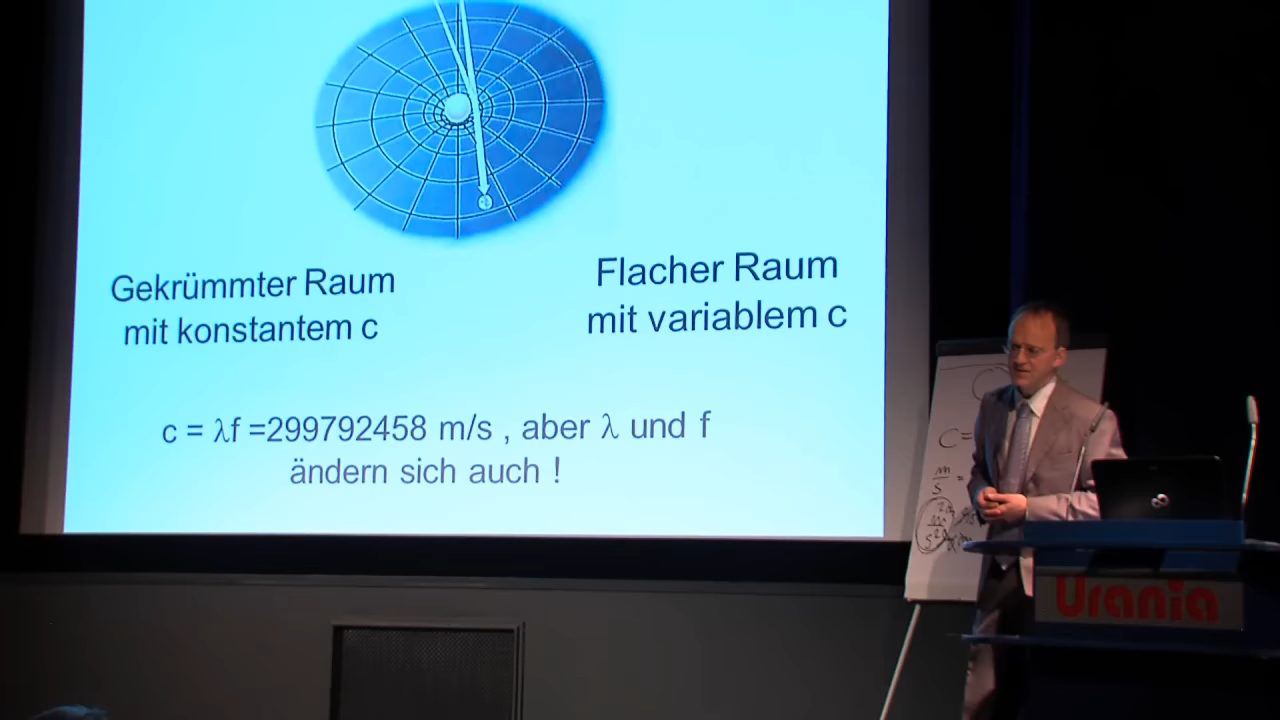 Gekrümmter Raum
mit konstantem c
Flacher Raum
mit variablem c
c = λf =299792458 m/s , aber λ und f
ändern sich auch !
C=
m/s =
Urania